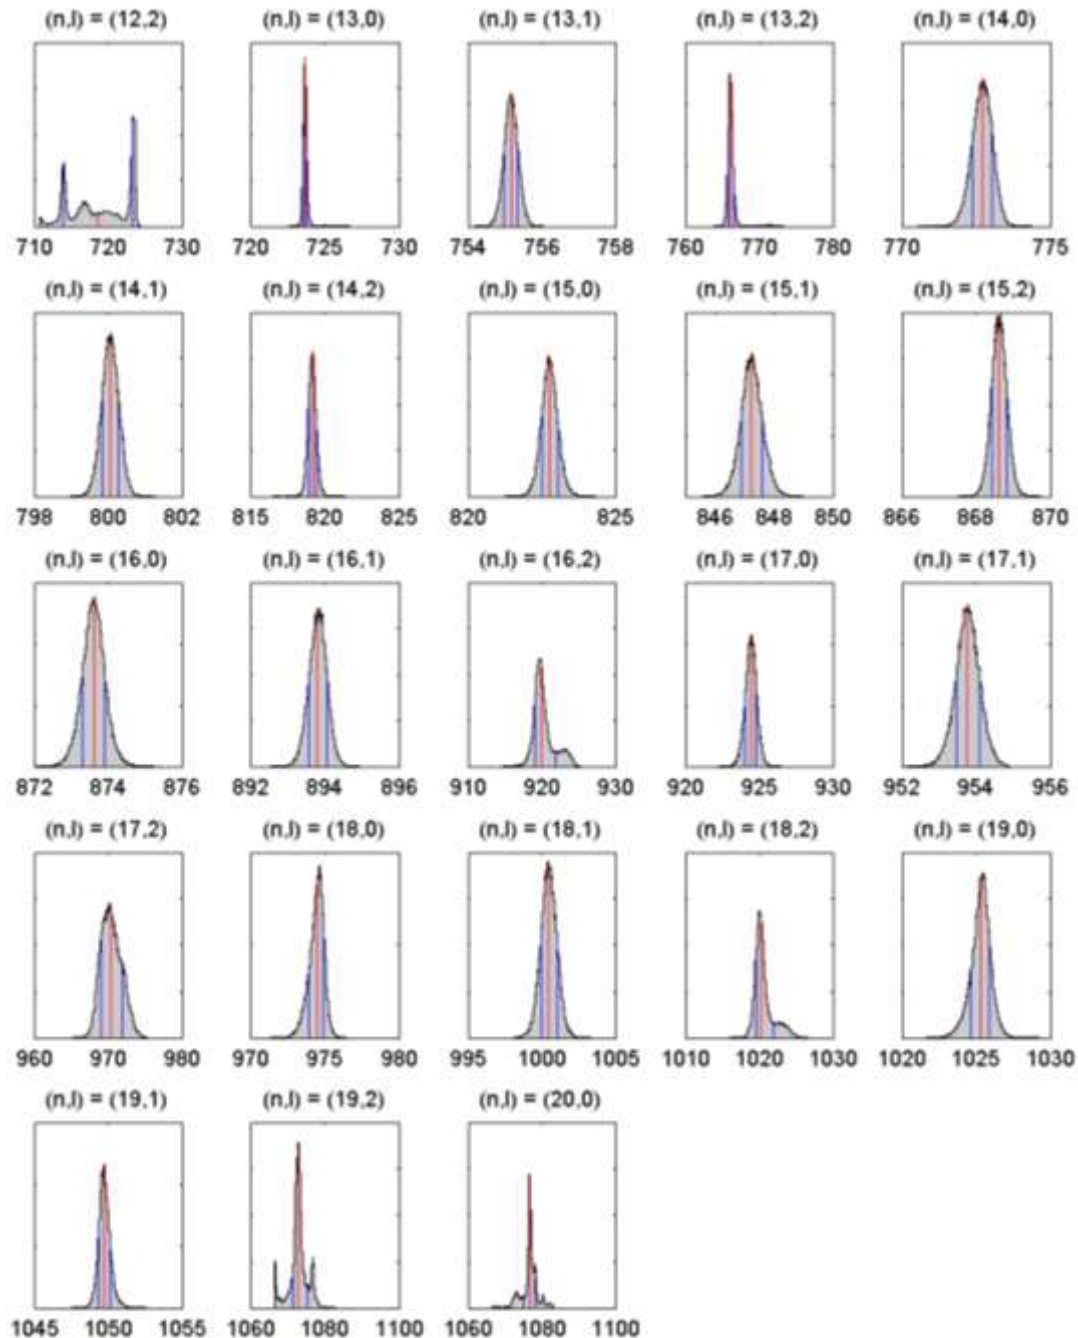 (n,l) = (12,2) (n,l) = (13,0) (n,l) = (13,1) (n,l) = (13,2) (n,l) = (14,0)
710 720 730 720 725 730 754 756 758 760 770 780 770 775
(n,l) = (14,1) (n,l) = (14,2) (n,l) = (15,0) (n,l) = (15,1) (n,l) = (15,2)
798 800 802 815 820 825 820 825 846 848 850 866 868 870
(n,l) = (16,0) (n,l) = (16,1) (n,l) = (16,2) (n,l) = (17,0) (n,l) = (17,1)
872 874 876 892 894 896 910 920 930 920 925 930 952 954 956
(n,l) = (17,2) (n,l) = (18,0) (n,l) = (18,1) (n,l) = (18,2) (n,l) = (19,0)
960 970 980 970 975 980 995 1000 1005 1010 1020 1030 1020 1025 1030
(n,l) = (19,1) (n,l) = (19,2) (n,l) = (20,0)
1045 1050 1055 1060 1080 1100 1060 1080 1100